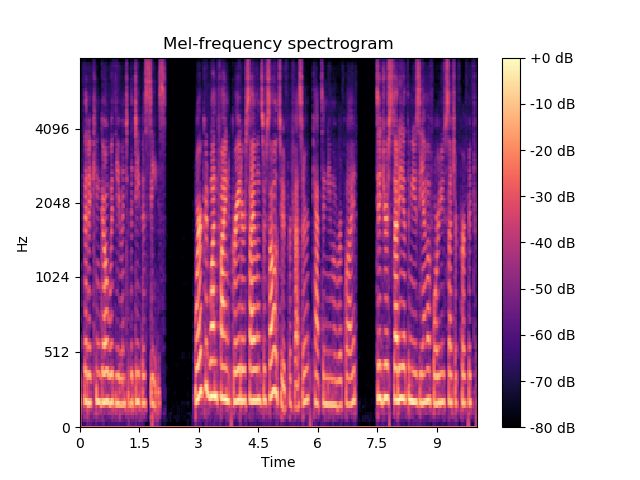 Mel-frequency spectrogram
+0 dB
4096
-10 dB
-20 dB
2048
-30 dB
Hz
-40 dB
1024
-50 dB
-60 dB
512
-70 dB
0
-80 dB
0 1.5 3 4.5 6 7.5 9
Time